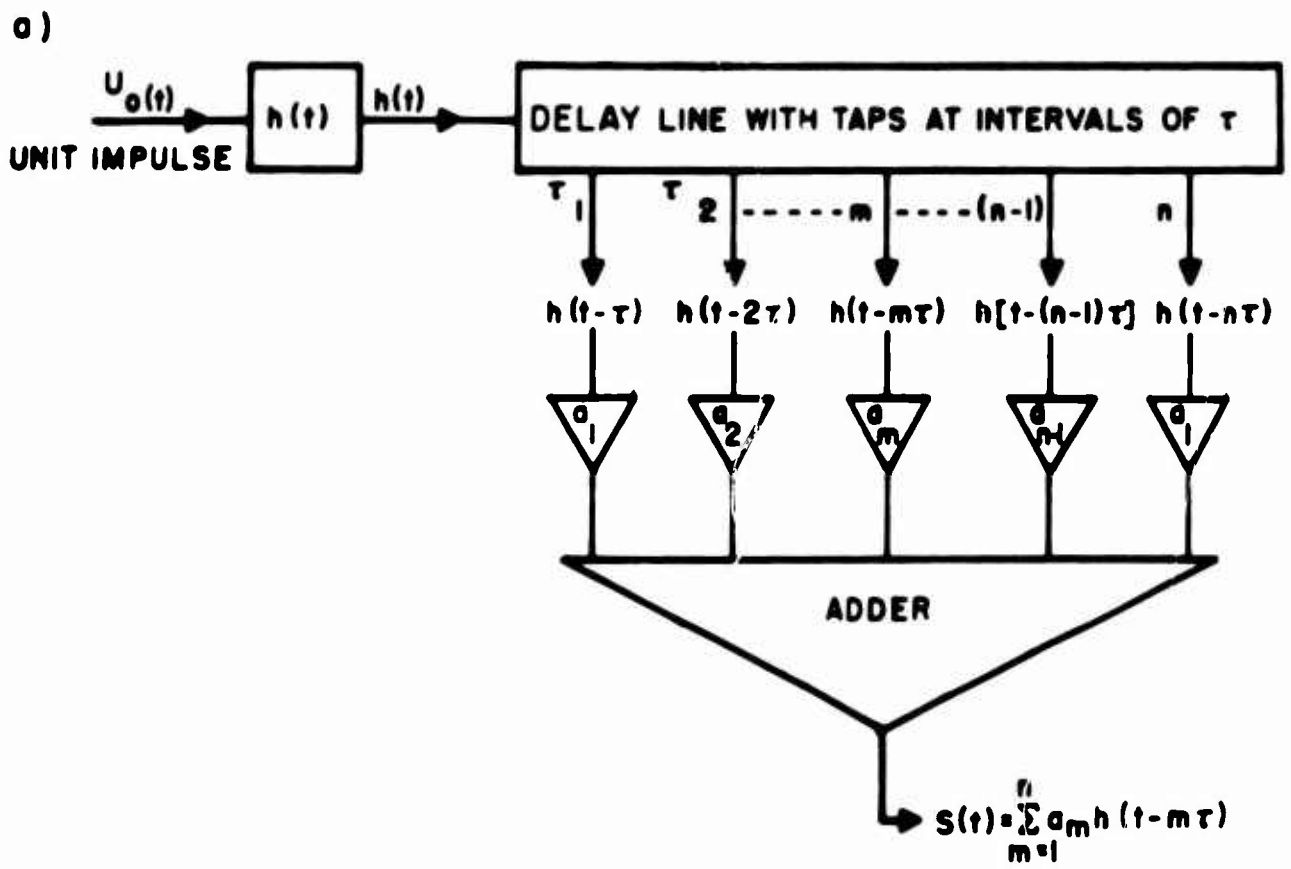 a)
U₀(t)
UNIT IMPULSE
h(t)
h(t)
DELAY LINE WITH TAPS AT INTERVALS OF τ
τ 1 τ 2 -----m ----(n-1) n
h(t-τ) h(t-2τ) h(t-mτ) h[t-(n-1)τ] h(t-nτ)
a₁ a₂ aₘ aₙ₋₁ a₁
ADDER
n
S(t)=Σ aₘh(t-mτ)
m=1